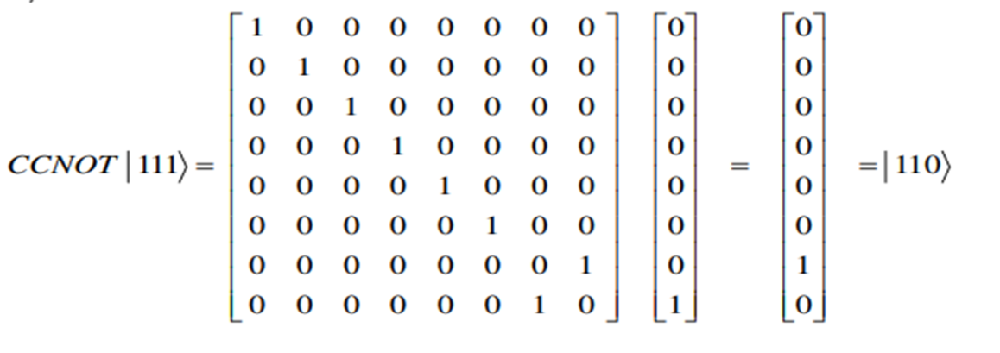 1 0 0 0 0 0 0 0 0 0
0 1 0 0 0 0 0 0 0 0
0 0 1 0 0 0 0 0 0 0
0 0 0 1 0 0 0 0 0 0
CCNOT | 111⟩ = = =| 110⟩
0 0 0 0 1 0 0 0 0 0
0 0 0 0 0 1 0 0 0 0
0 0 0 0 0 0 0 1 0 1
0 0 0 0 0 0 1 0 1 0